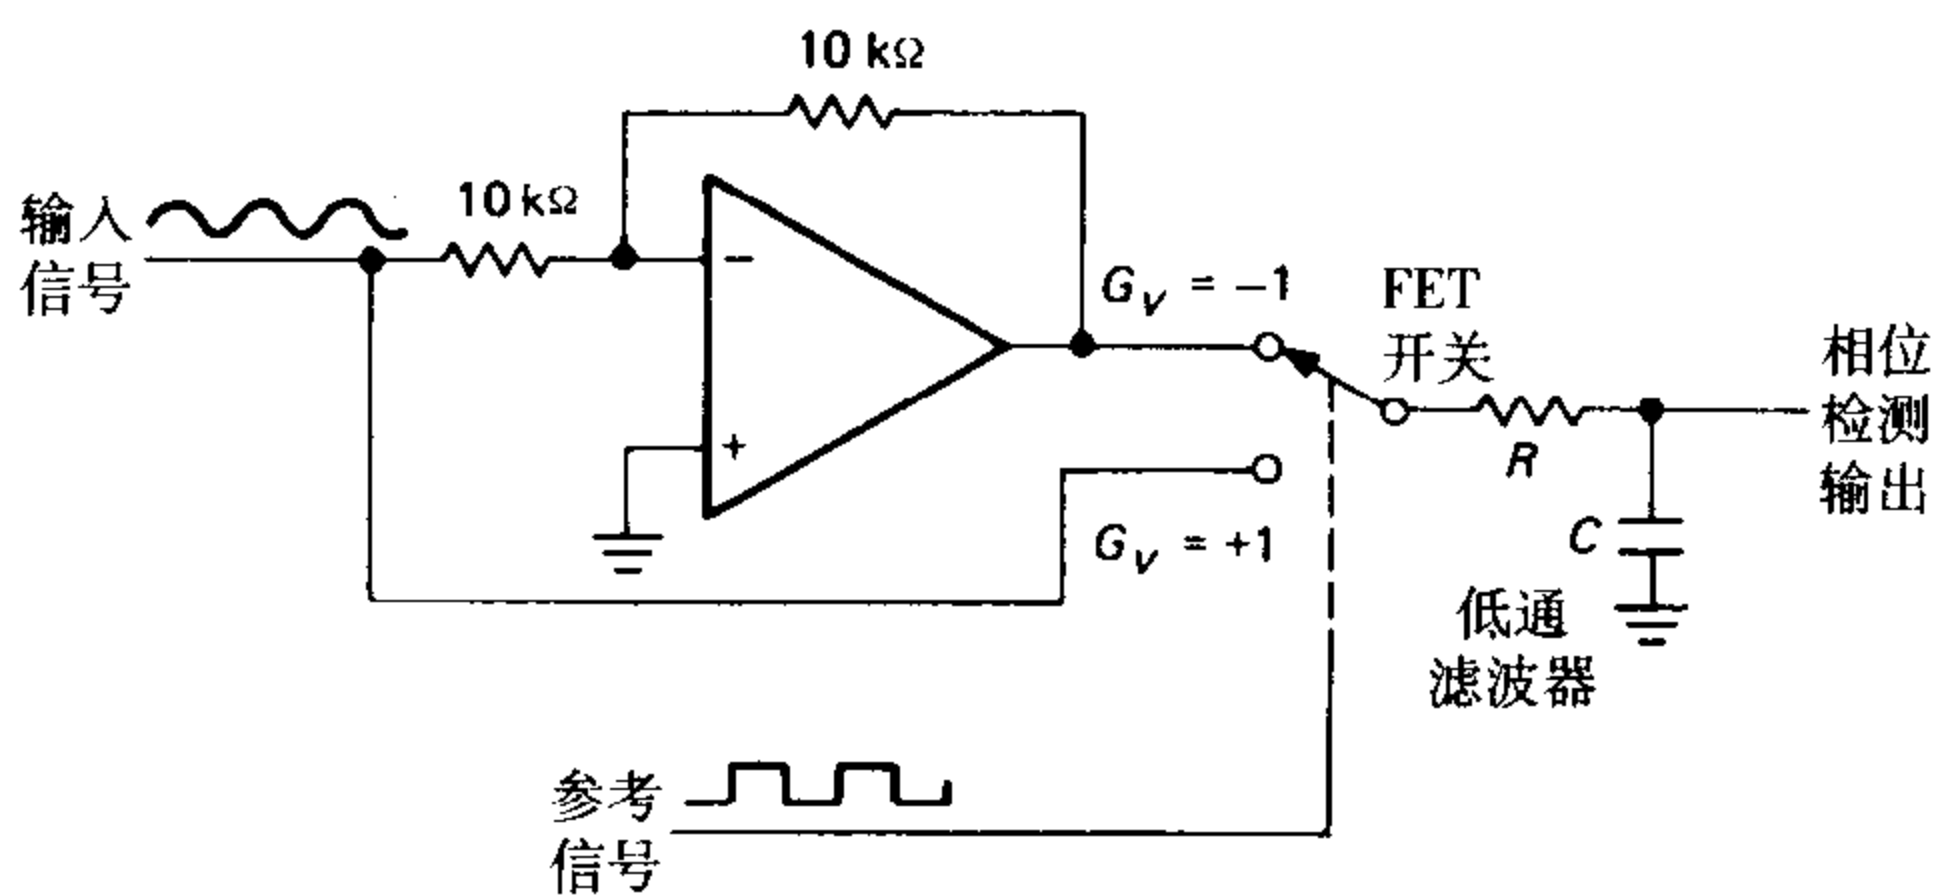 10 kΩ
10 kΩ
输入
信号
−
+
G_V = −1
FET
开关
相位
检测
输出
R
C
G_V = +1
低通
滤波器
参考
信号